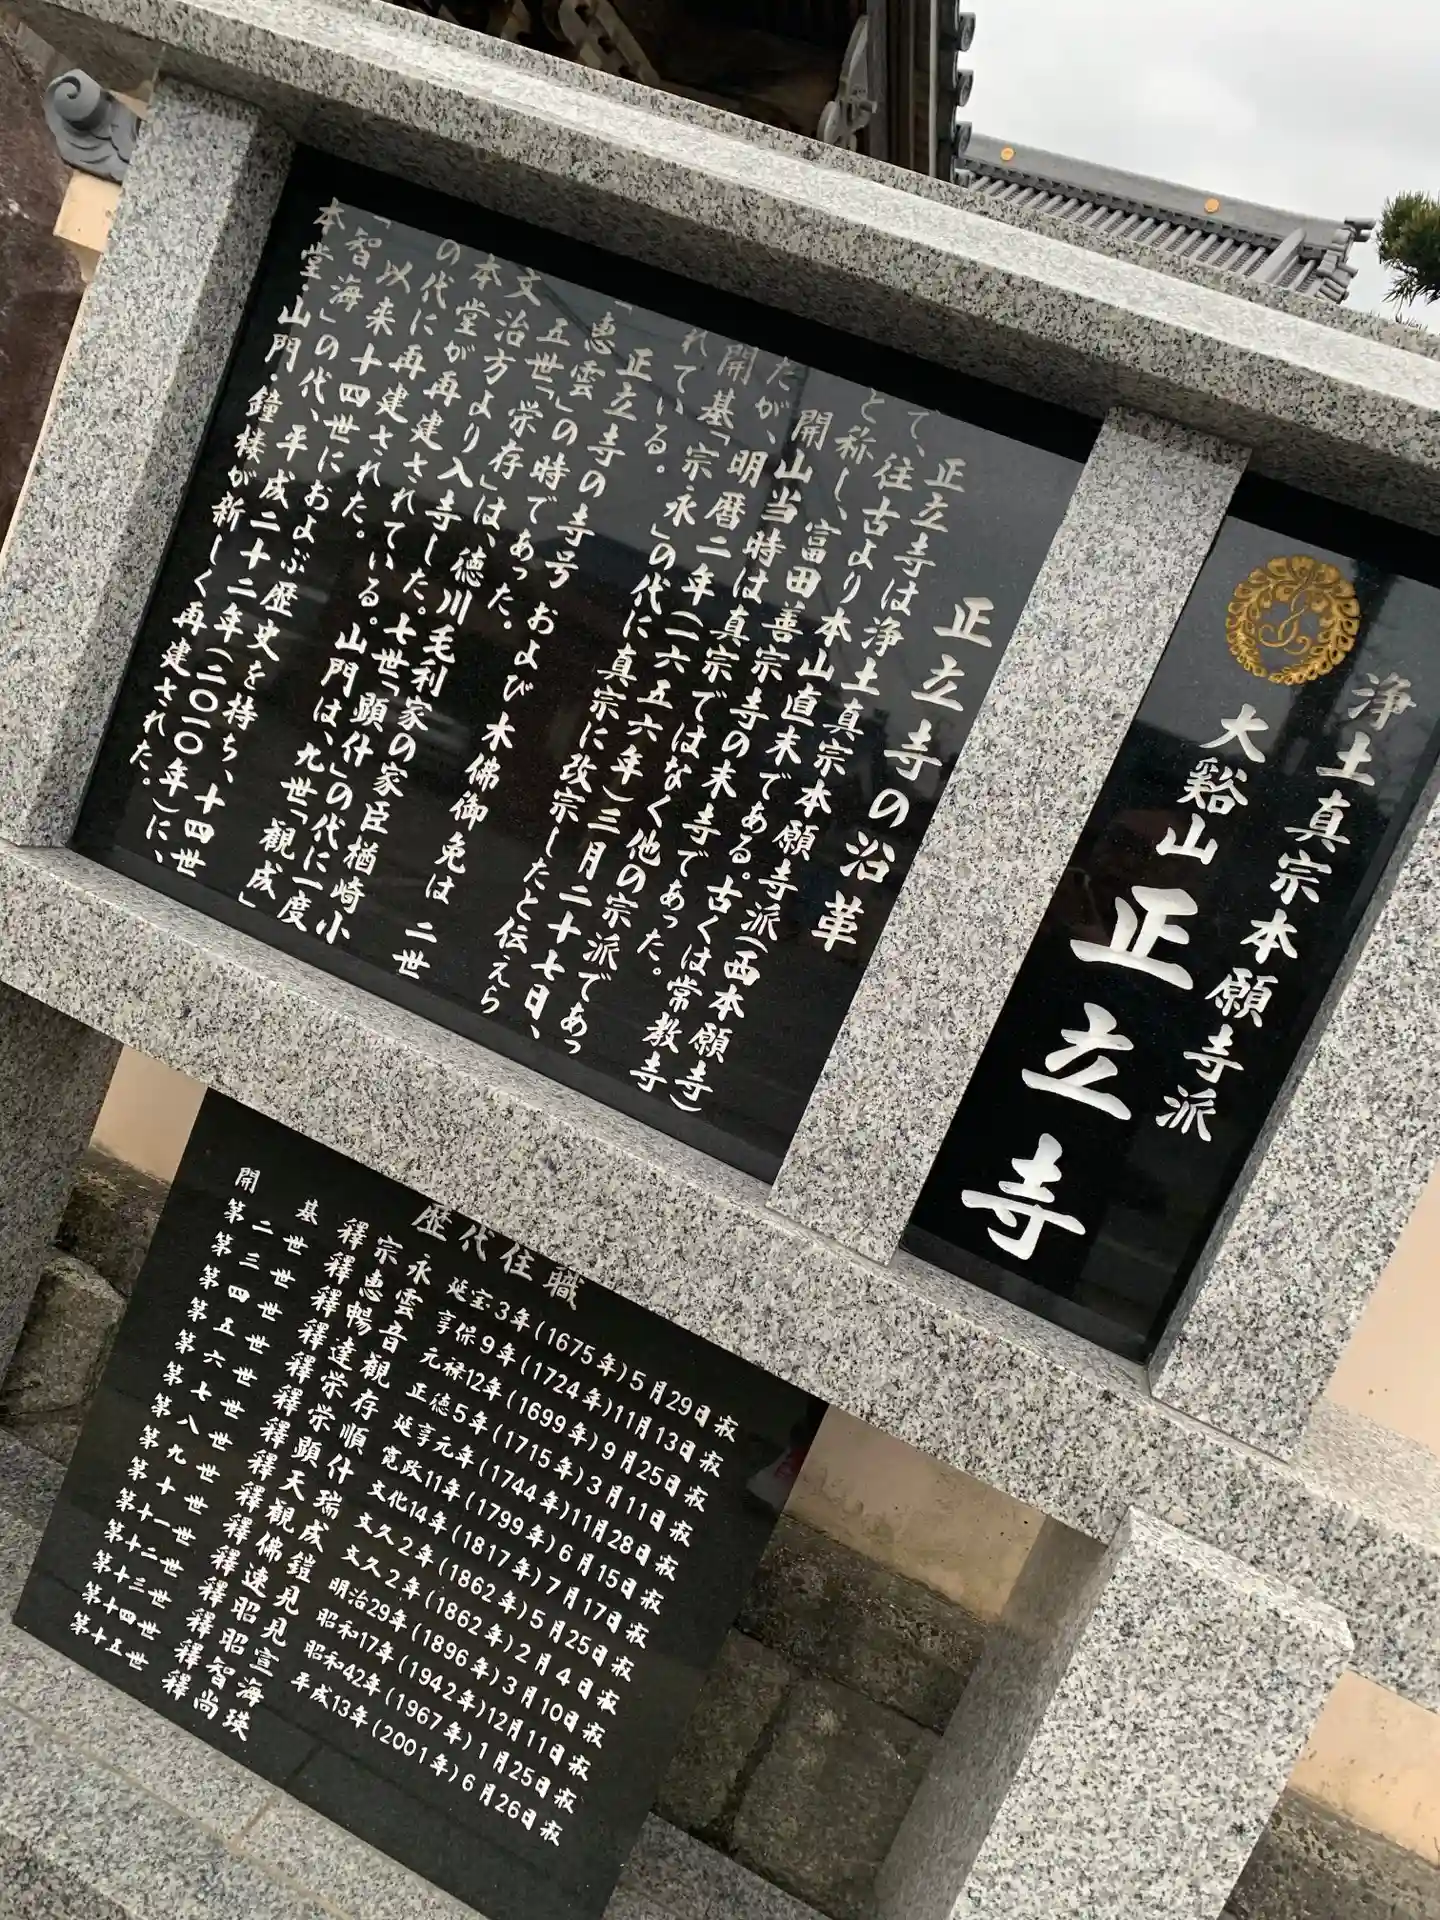 浄土真宗本願寺派
大谿山 正立寺
正立寺の沿革
正立寺は浄土真宗本願寺派(西本願寺)
て、往古より本山直末である。古くは常教寺
と称し、富田善宗寺の末寺であった。
開山当時は真宗ではなく他の宗派であっ
たが、明暦二年(一六五六年)三月二十七日、
開基「宗永」の代に真宗に改宗したと伝えら
れている。
正立寺の寺号 および 木佛御免は 二世
「恵雲」の時であった。
五世「栄存」は、徳川毛利家の家臣楢崎小
文治方より入寺した。七世「顕什」の代に一度
本堂が再建されている。山門は、九世「観成」
の代に再建された。
以来十四世におよぶ歴史を持ち、十四世
「智海」の代、平成二十二年(二〇一〇年)に、
本堂・山門・鐘楼が新しく再建された。
歴代住職
開基 釋宗永 延宝3年(1675年)5月29日寂
第二世 釋恵雲 享保9年(1724年)11月13日寂
第三世 釋暢音 元禄12年(1699年)9月25日寂
第四世 釋達観 正徳5年(1715年)3月11日寂
第五世 釋栄存 延享元年(1744年)11月28日寂
第六世 釋栄順 寛政11年(1799年)6月15日寂
第七世 釋顕什 文化14年(1817年)7月17日寂
第八世 釋天瑞 文久2年(1862年)5月25日寂
第九世 釋観成 文久2年(1862年)2月4日寂
第十世 釋佛鎧 明治29年(1896年)3月10日寂
第十一世 釋速見 昭和17年(1942年)12月11日寂
第十二世 釋昭見 昭和42年(1967年)1月25日寂
第十三世 釋昭宣 平成13年(2001年)6月26日寂
第十四世 釋智海
第十五世 釋尚